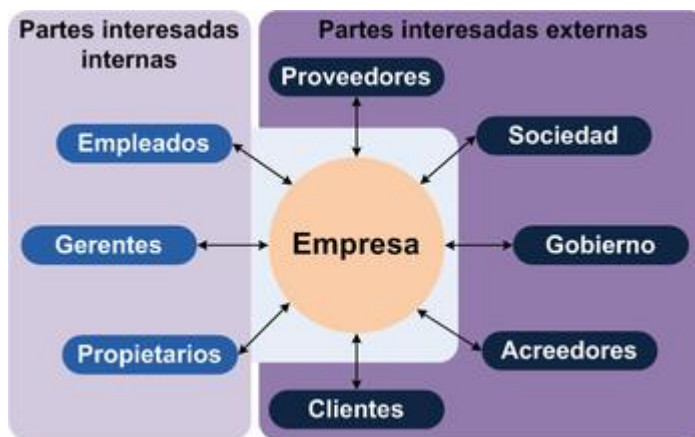 Partes interesadas
internas
Partes interesadas externas
Proveedores
Empleados
Sociedad
Gerentes
Empresa
Gobierno
Propietarios
Acreedores
Clientes